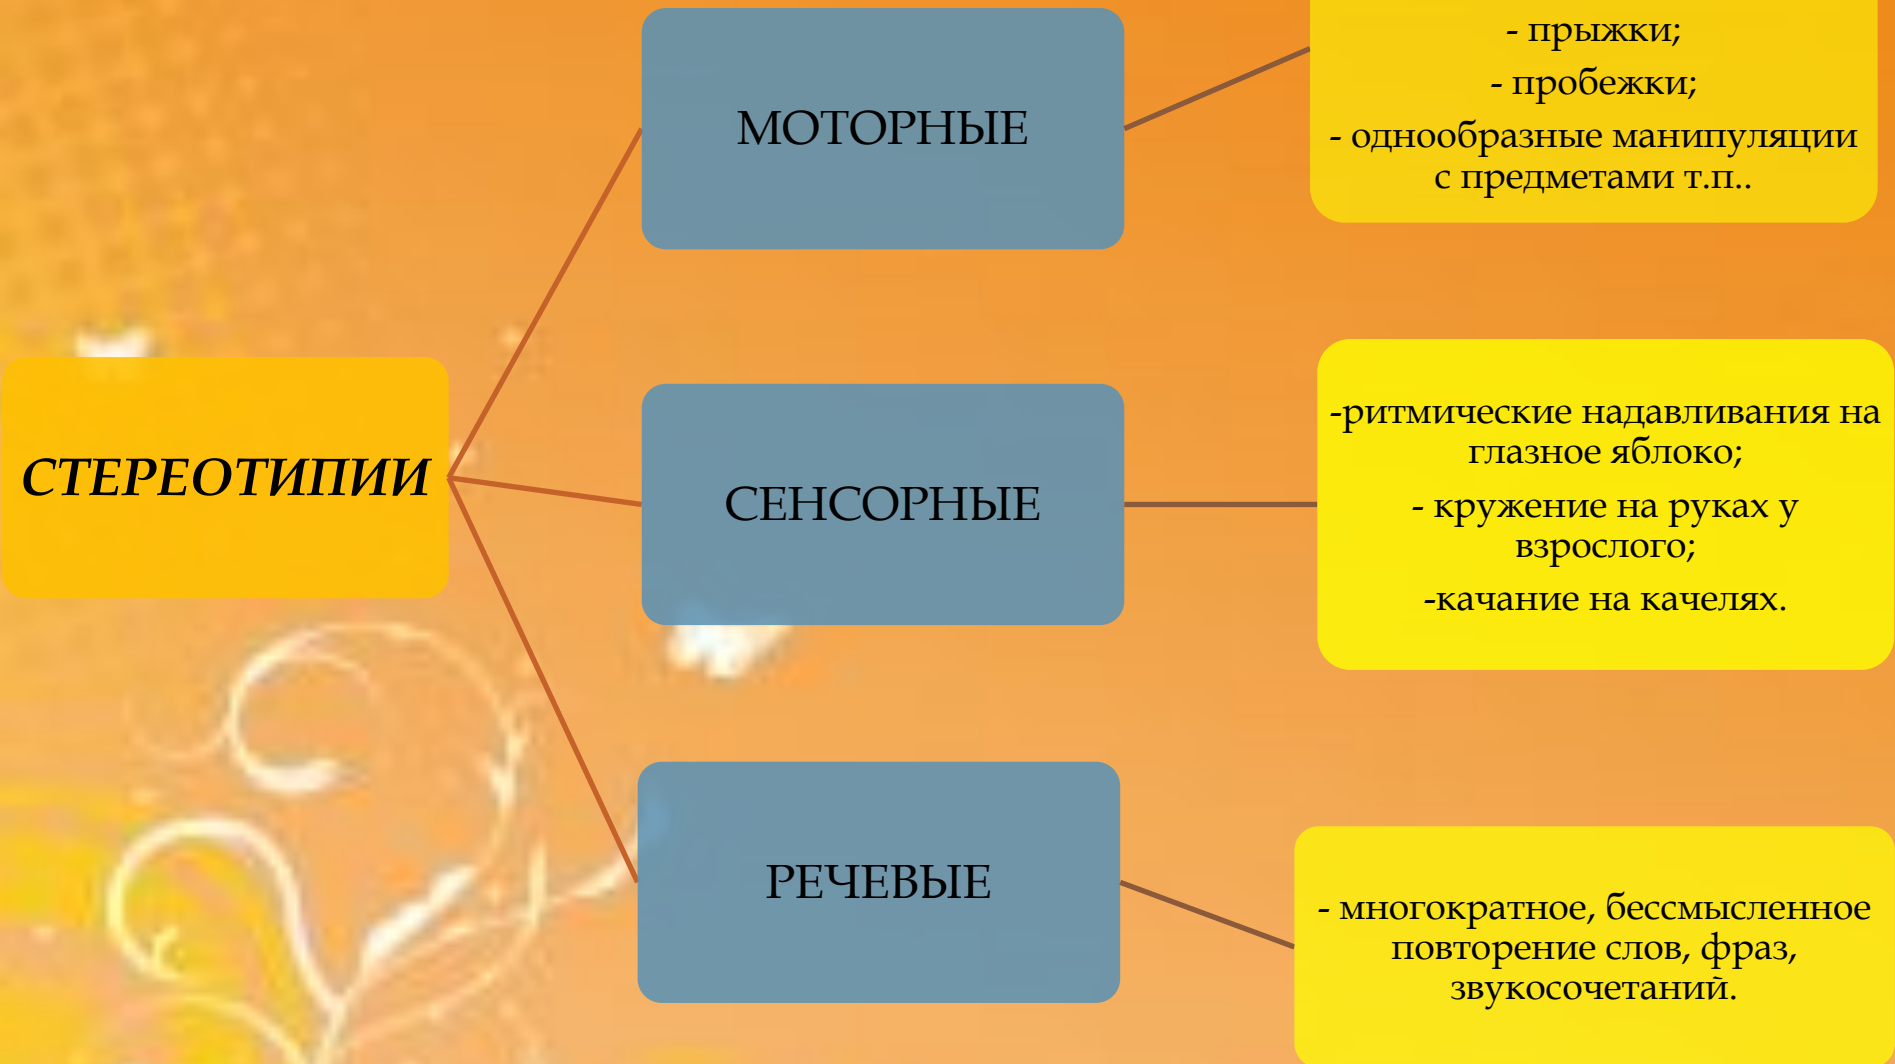 СТЕРЕОТИПИИ
МОТОРНЫЕ
- прыжки;
- пробежки;
- однообразные манипуляции
с предметами т.п..
СЕНСОРНЫЕ
-ритмические надавливания на
глазное яблоко;
- кружение на руках у
взрослого;
-качание на качелях.
РЕЧЕВЫЕ
- многократное, бессмысленное
повторение слов, фраз,
звукосочетаний.